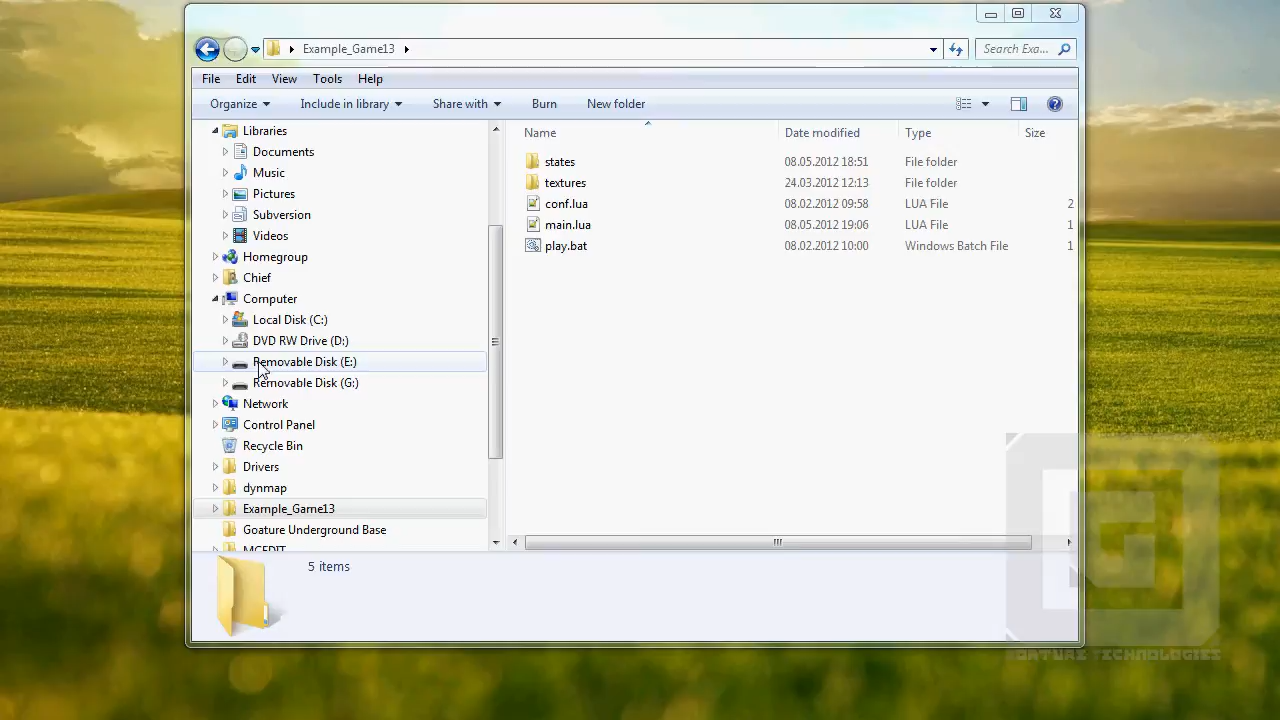 Example_Game13
Search Exa...
File Edit View Tools Help
Organize Include in library Share with Burn New folder
Libraries
Documents
Music
Pictures
Subversion
Videos
Homegroup
Chief
Computer
Local Disk (C:)
DVD RW Drive (D:)
Removable Disk (E:)
Removable Disk (G:)
Network
Control Panel
Recycle Bin
Drivers
dynmap
Example_Game13
Goature Underground Base
MCEDIT
Name Date modified Type Size
states 08.05.2012 18:51 File folder
textures 24.03.2012 12:13 File folder
conf.lua 08.02.2012 09:58 LUA File 2
main.lua 08.05.2012 19:06 LUA File 1
play.bat 08.02.2012 10:00 Windows Batch File 1
5 items
GOATURE TECHNOLOGIES